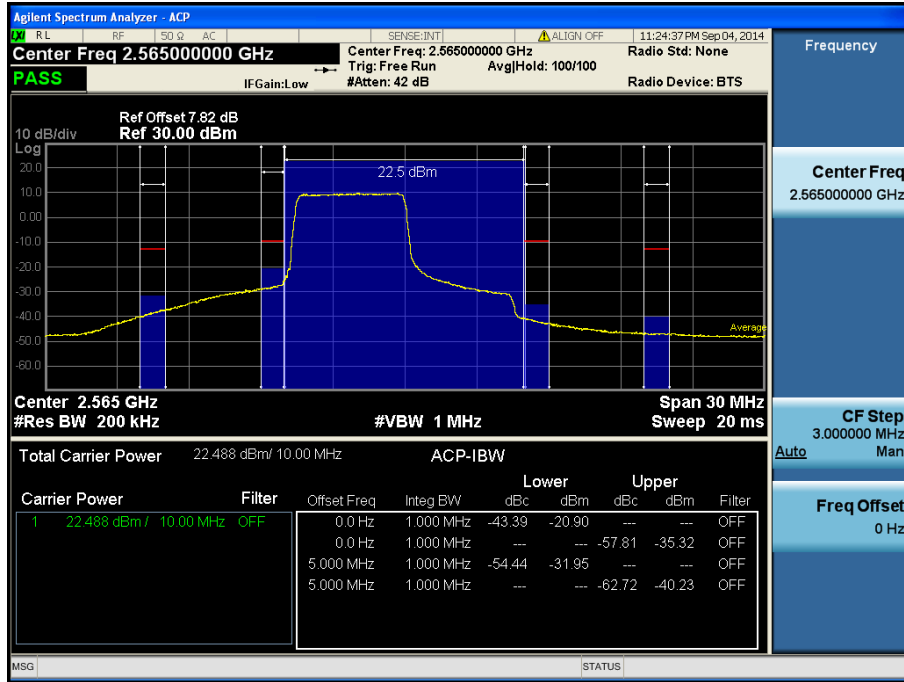 Agilent Spectrum Analyzer - ACP
LXI RL RF 50 Ω AC SENSE:INT ALIGN OFF 11:24:37 PM Sep 04, 2014
Center Freq 2.565000000 GHz
Center Freq: 2.565000000 GHz
Radio Std: None
Trig: Free Run Avg|Hold: 100/100
PASS
IFGain:Low
#Atten: 42 dB
Radio Device: BTS
Ref Offset 7.82 dB
10 dB/div Ref 30.00 dBm
Log
20.0
10.0
0.00
-10.0
-20.0
-30.0
-40.0
-50.0
-60.0
22.5 dBm
Average
Center 2.565 GHz Span 30 MHz
#Res BW 200 kHz #VBW 1 MHz Sweep 20 ms
Total Carrier Power 22.488 dBm/ 10.00 MHz ACP-IBW
Lower Upper
Carrier Power Filter
Offset Freq Integ BW dBc dBm dBc dBm Filter
1 22.488 dBm / 10.00 MHz OFF
0.0 Hz 1.000 MHz -43.39 -20.90 --- --- OFF
0.0 Hz 1.000 MHz --- --- -57.81 -35.32 OFF
5.000 MHz 1.000 MHz -54.44 -31.95 --- --- OFF
5.000 MHz 1.000 MHz --- --- -62.72 -40.23 OFF
MSG STATUS
Frequency
Center Freq
2.565000000 GHz
CF Step
3.000000 MHz
Auto Man
Freq Offset
0 Hz